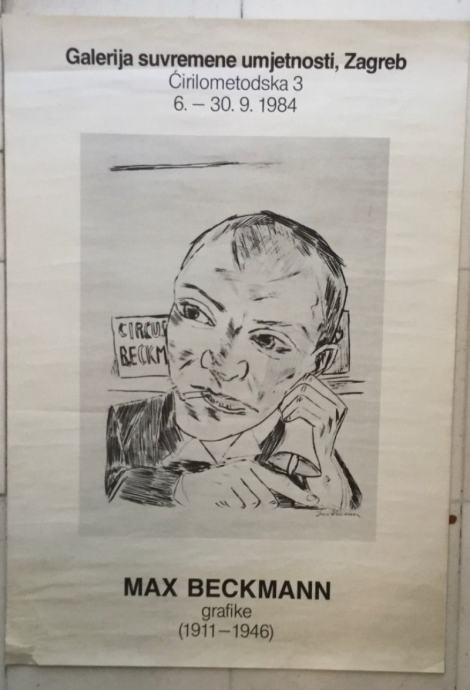 Galerija suvremene umjetnosti, Zagreb
Ćirilometodska 3
6. – 30. 9. 1984
CIRCUS
BECKM
MAX BECKMANN
grafike
(1911–1946)